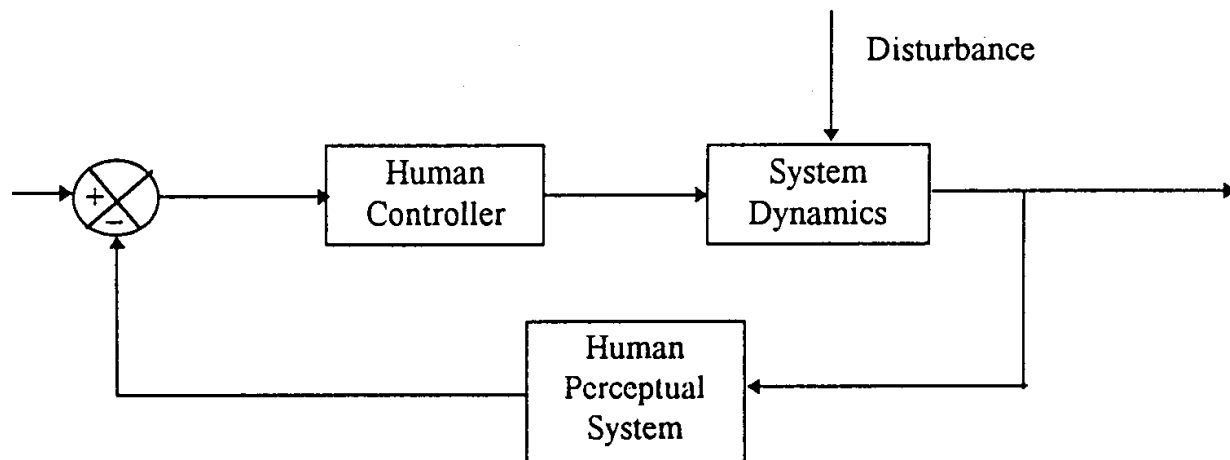 Disturbance
+
−
Human
Controller
System
Dynamics
Human
Perceptual
System